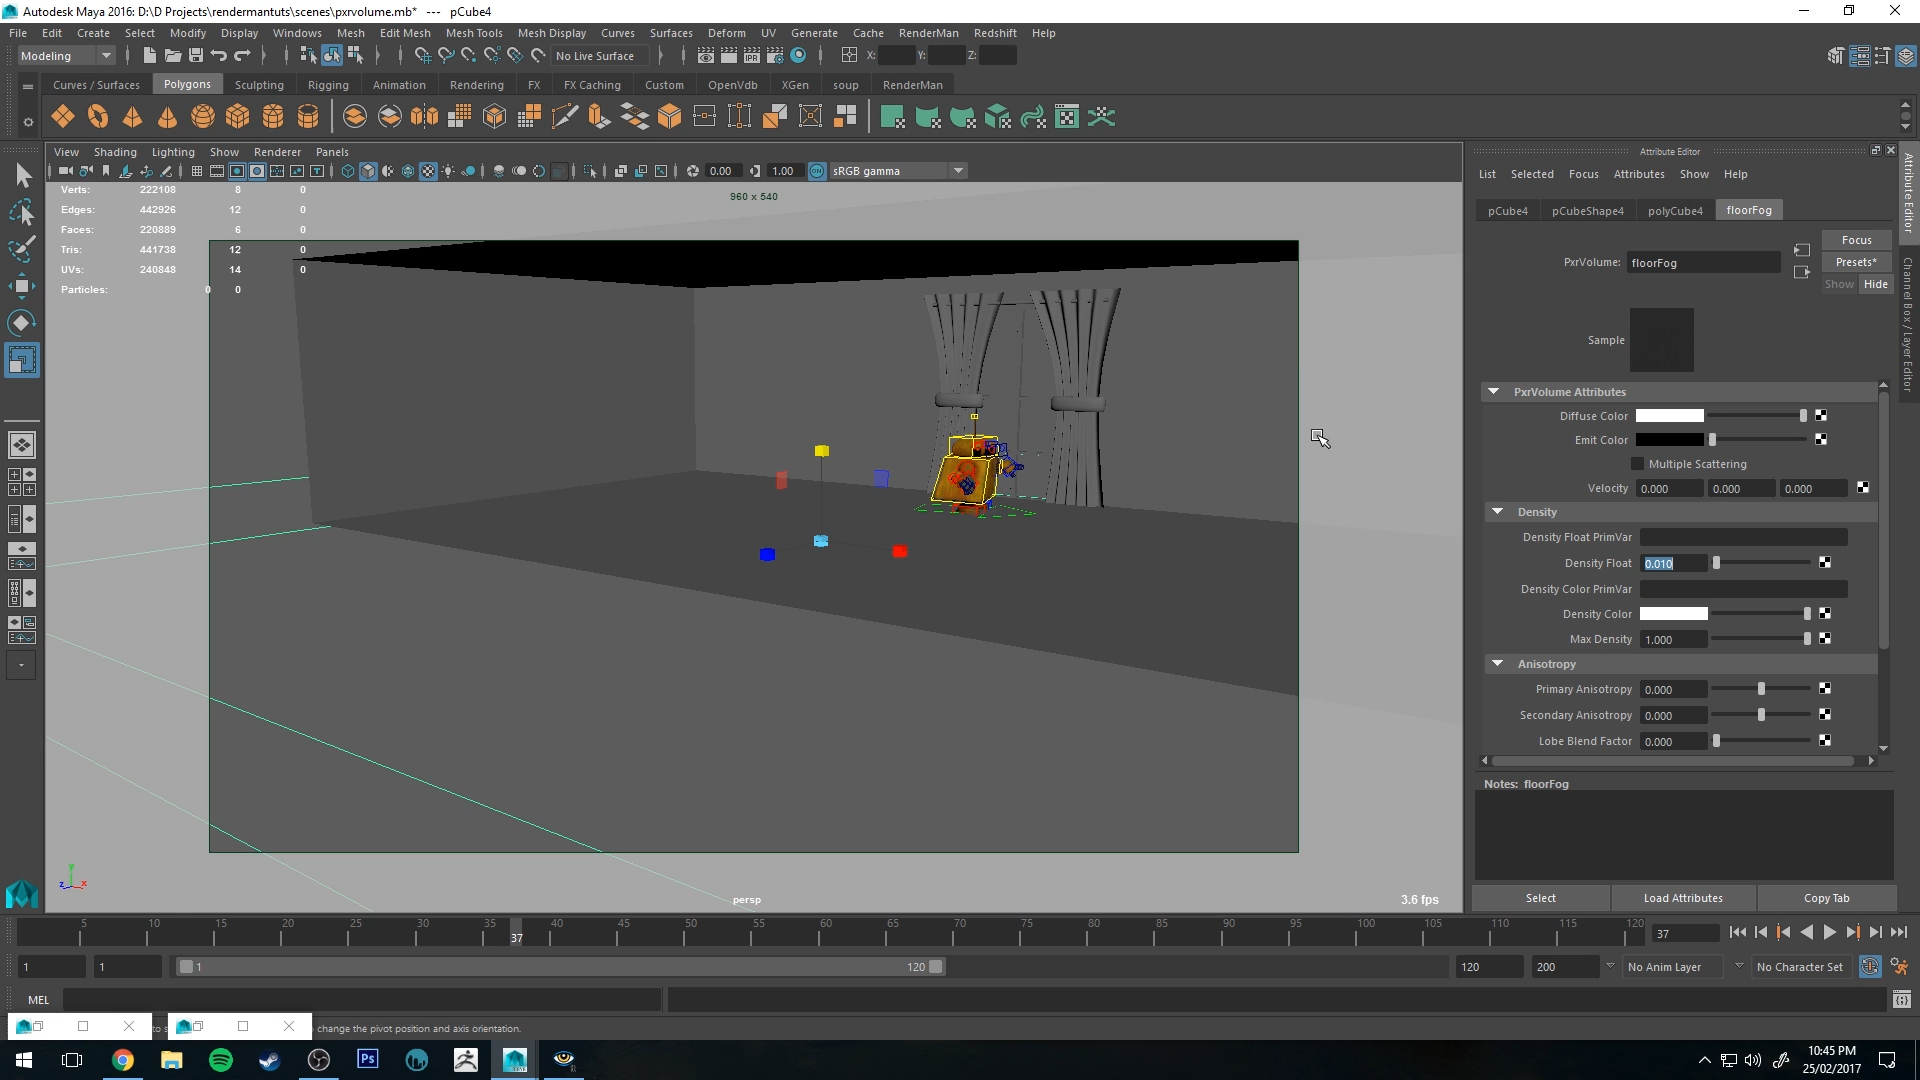 Autodesk Maya 2016: D:\D Projects\rendermantuts\scenes\pxrvolume.mb*   ---   pCube4
File Edit Create Select Modify Display Windows Mesh Edit Mesh Mesh Tools Mesh Display Curves Surfaces Deform UV Generate Cache RenderMan Redshift Help
Modeling No Live Surface X: Y: Z:
Curves / Surfaces Polygons Sculpting Rigging Animation Rendering FX FX Caching Custom OpenVdb XGen soup RenderMan
View Shading Lighting Show Renderer Panels
0.00 1.00 sRGB gamma
Verts: 222108 8 0
960 x 540
Edges: 442926 12 0
Faces: 220889 6 0
Tris: 441738 12 0
UVs: 240848 14 0
Particles: 0 0
persp
3.6 fps
Attribute Editor
List Selected Focus Attributes Show Help
pCube4 pCubeShape4 polyCube4 floorFog
Focus
PxrVolume: floorFog
Presets*
Show Hide
Sample
PxrVolume Attributes
Diffuse Color
Emit Color
Multiple Scattering
Velocity 0.000 0.000 0.000
Density
Density Float PrimVar
Density Float 0.010
Density Color PrimVar
Density Color
Max Density 1.000
Anisotropy
Primary Anisotropy 0.000
Secondary Anisotropy 0.000
Lobe Blend Factor 0.000
Notes: floorFog
Select Load Attributes Copy Tab
Attribute Editor
Channel Box / Layer Editor
5 10 15 20 25 30 35 40 45 50 55 60 65 70 75 80 85 90 95 100 105 110 115 120
37 37
1 1 1 120 120 200 No Anim Layer No Character Set
MEL
change the pivot position and axis orientation.
10:45 PM
25/02/2017